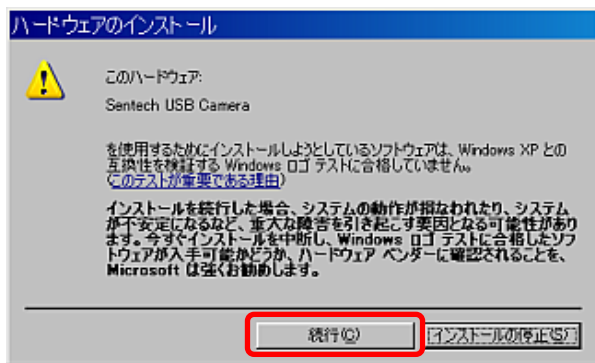 ハードウェアのインストール
このハードウェア:
Sentech USB Camera
を使用するためにインストールしようとしているソフトウェアは、Windows XP との
互換性を検証する Windows ロゴ テストに合格していません。
(このテストが重要である理由)
インストールを続行した場合、システムの動作が損なわれたり、システム
が不安定になるなど、重大な障害を引き起こす要因となる可能性があり
ます。今すぐインストールを中断し、Windows ロゴ テストに合格したソフ
トウェアが入手可能かどうか、ハードウェア ベンダーに確認されることを、
Microsoft は強くお勧めします。
続行(C)
インストールの停止(S)